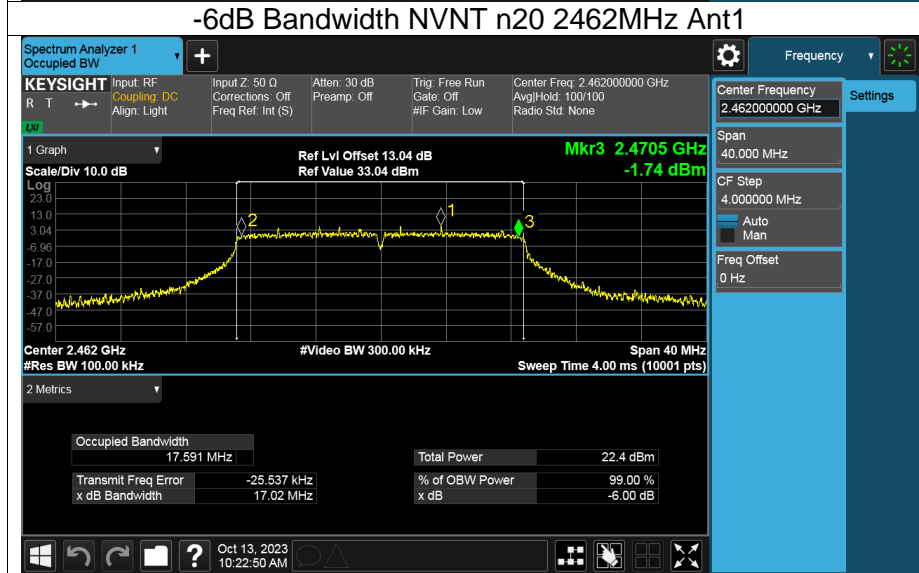 -6dB Bandwidth NVNT n20 2462MHz Ant1
Spectrum Analyzer 1
Occupied BW
+
Frequency
KEYSIGHT
R T
LXI
Input: RF
Coupling: DC
Align: Light
Input Z: 50 Ω
Corrections: Off
Freq Ref: Int (S)
Atten: 30 dB
Preamp: Off
Trig: Free Run
Gate: Off
#IF Gain: Low
Center Freq: 2.462000000 GHz
Avg|Hold: 100/100
Radio Std: None
Center Frequency
2.462000000 GHz
Settings
Span
40.000 MHz
CF Step
4.000000 MHz
Auto
Man
Freq Offset
0 Hz
1 Graph
Ref Lvl Offset 13.04 dB
Mkr3 2.4705 GHz
Scale/Div 10.0 dB
Ref Value 33.04 dBm
-1.74 dBm
Log
23.0
13.0
3.04
-6.96
-17.0
-27.0
-37.0
-47.0
-57.0
2
1
3
Center 2.462 GHz
#Video BW 300.00 kHz
Span 40 MHz
#Res BW 100.00 kHz
Sweep Time 4.00 ms (10001 pts)
2 Metrics
Occupied Bandwidth
17.591 MHz
Total Power 22.4 dBm
Transmit Freq Error -25.537 kHz
% of OBW Power 99.00 %
x dB Bandwidth 17.02 MHz
x dB -6.00 dB
?
Oct 13, 2023
10:22:50 AM